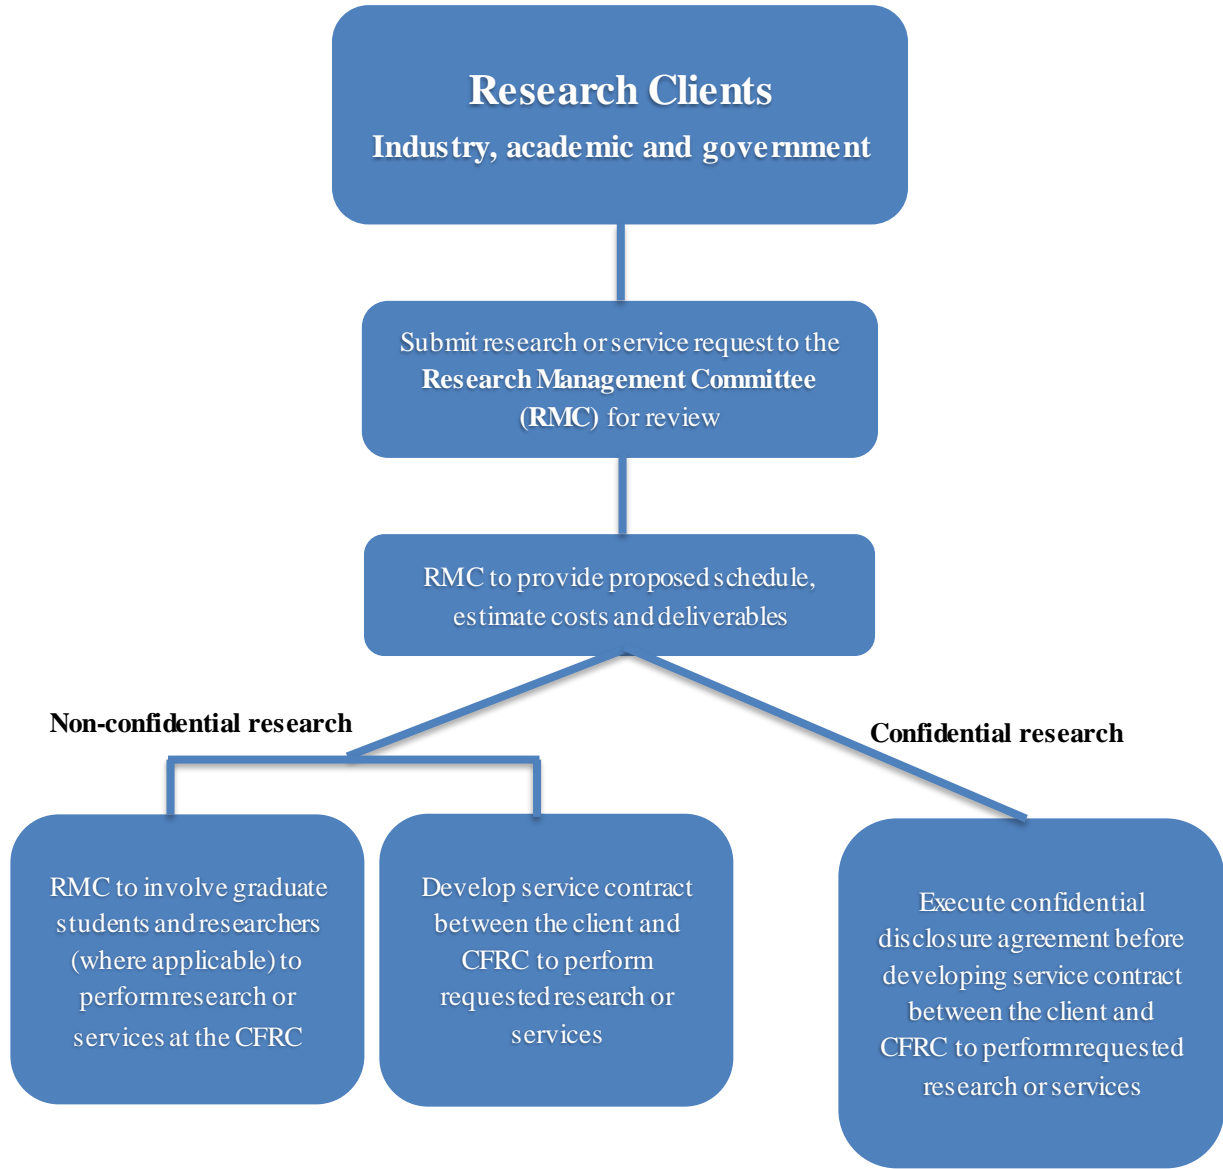 Research Clients
Industry, academic and government
Submit research or service request to the
Research Management Committee
(RMC) for review
RMC to provide proposed schedule,
estimate costs and deliverables
Non-confidential research
Confidential research
RMC to involve graduate
students and researchers
(where applicable) to
perform research or
services at the CFRC
Develop service contract
between the client and
CFRC to perform
requested research or
services
Execute confidential
disclosure agreement before
developing service contract
between the client and
CFRC to perform requested
research or services